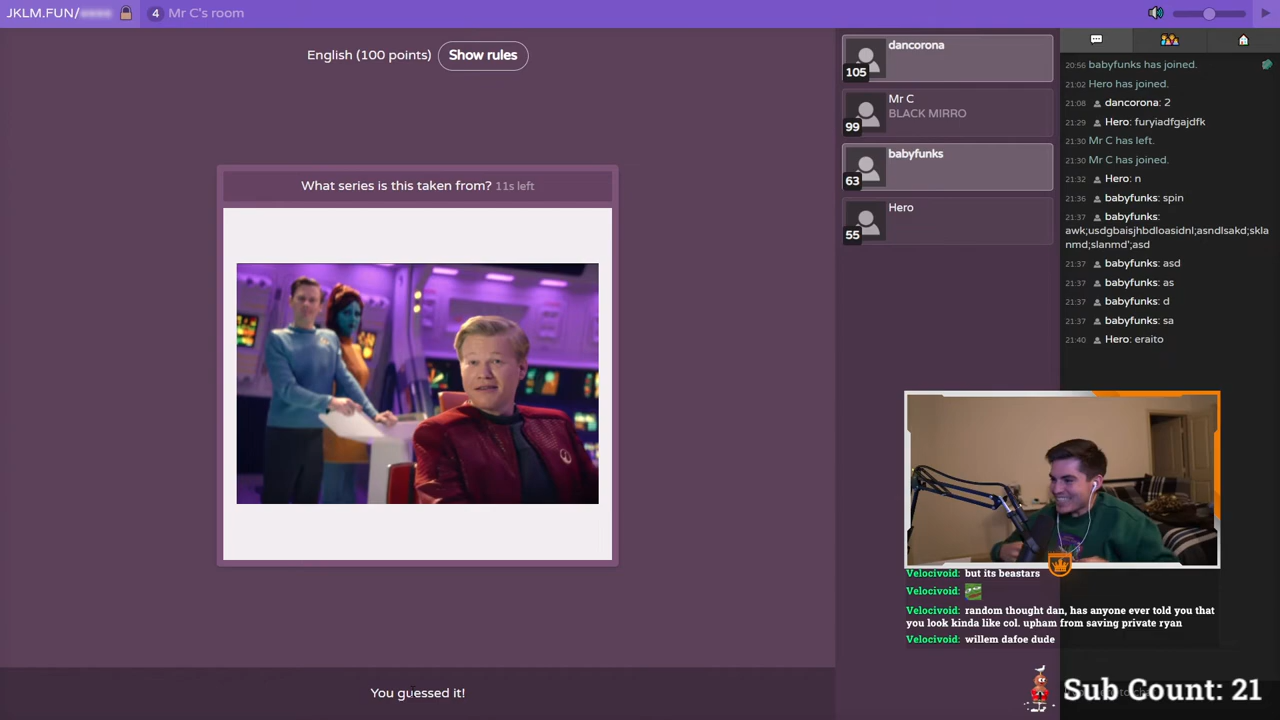 JKLM.FUN/
4 Mr C's room
English (100 points) Show rules
What series is this taken from? 11s left
You guessed it!
dancorona
105
Mr C
BLACK MIRRO
99
babyfunks
63
Hero
55
20:56 babyfunks has joined.
21:02 Hero has joined.
21:08 dancorona: 2
21:29 Hero: furyiadfgajdfk
21:30 Mr C has left.
21:30 Mr C has joined.
21:32 Hero: n
21:36 babyfunks: spin
21:37 babyfunks:
awk;usdgbaisjhbdloasidnl;asndlsakd;skla
nmd;slanmd';asd
21:37 babyfunks: asd
21:37 babyfunks: as
21:37 babyfunks: d
21:37 babyfunks: sa
21:40 Hero: eraito
Velocivoid: but its beastars
Velocivoid:
Velocivoid: random thought dan, has anyone ever told you that
you look kinda like col. upham from saving private ryan
Velocivoid: willem dafoe dude
Sub Count: 21